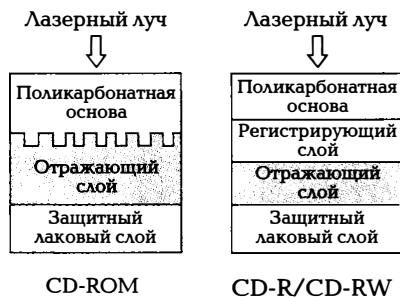 Лазерный луч
Поликарбонатная
основа
Отражающий
слой
Защитный
лаковый слой
CD-ROM
Лазерный луч
Поликарбонатная
основа
Регистрирующий
слой
Отражающий
слой
Защитный
лаковый слой
CD-R/CD-RW